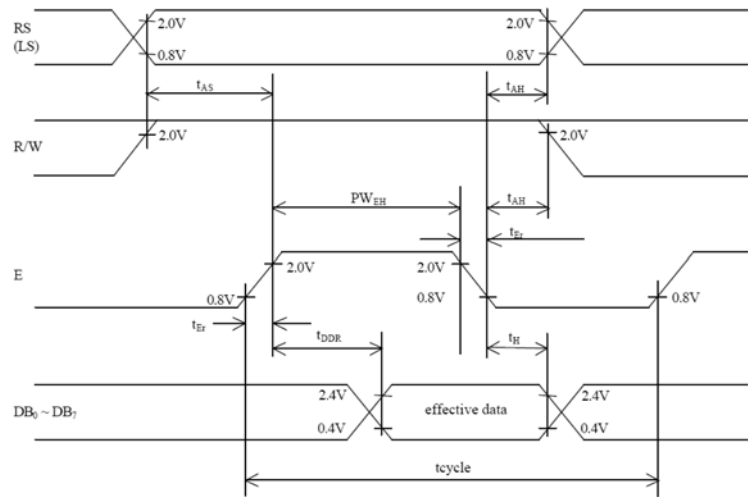 RS
(LS)
2.0V
0.8V
2.0V
0.8V
tAS
tAH
R/W
2.0V
2.0V
PWEH
tAH
tEr
E
2.0V
0.8V
2.0V
0.8V
0.8V
tEr
tDDR
tH
DB0 ~ DB7
2.4V
0.4V
effective data
2.4V
0.4V
tcycle